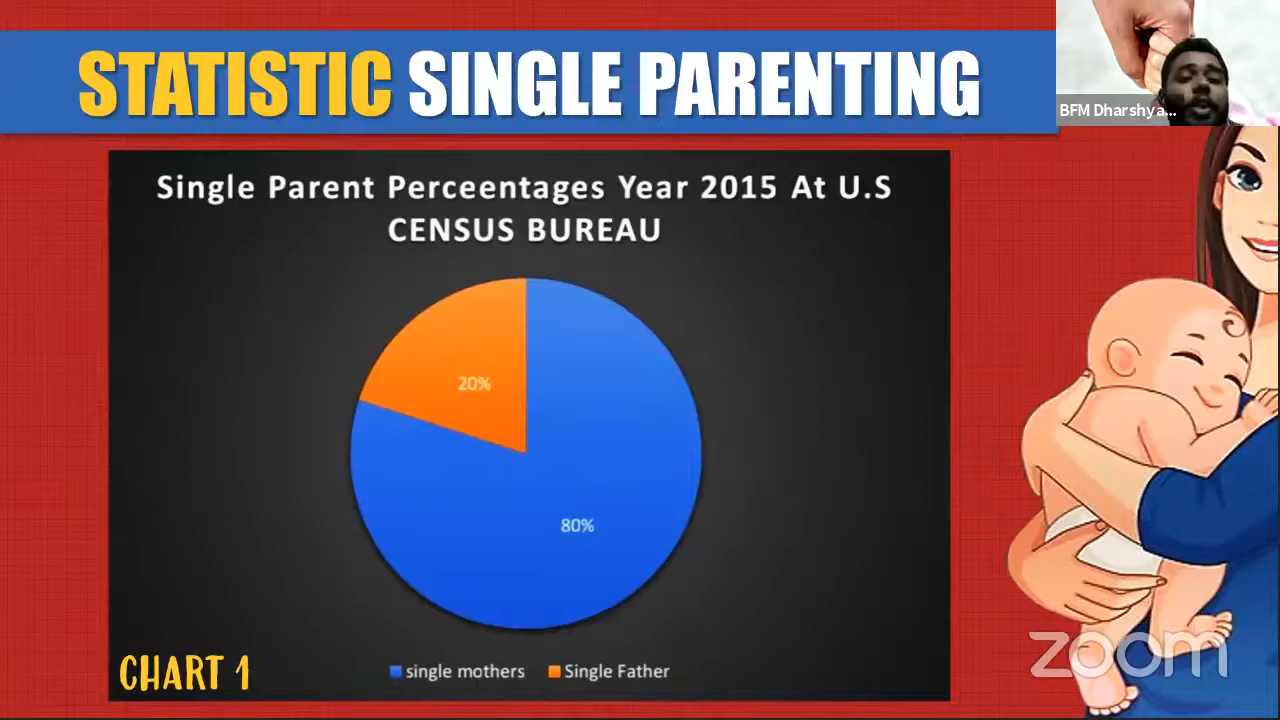 STATISTIC SINGLE PARENTING
BFM Dharshya...
Single Parent Perceentages Year 2015 At U.S
CENSUS BUREAU
20%
80%
CHART 1
single mothers
Single Father
zoom